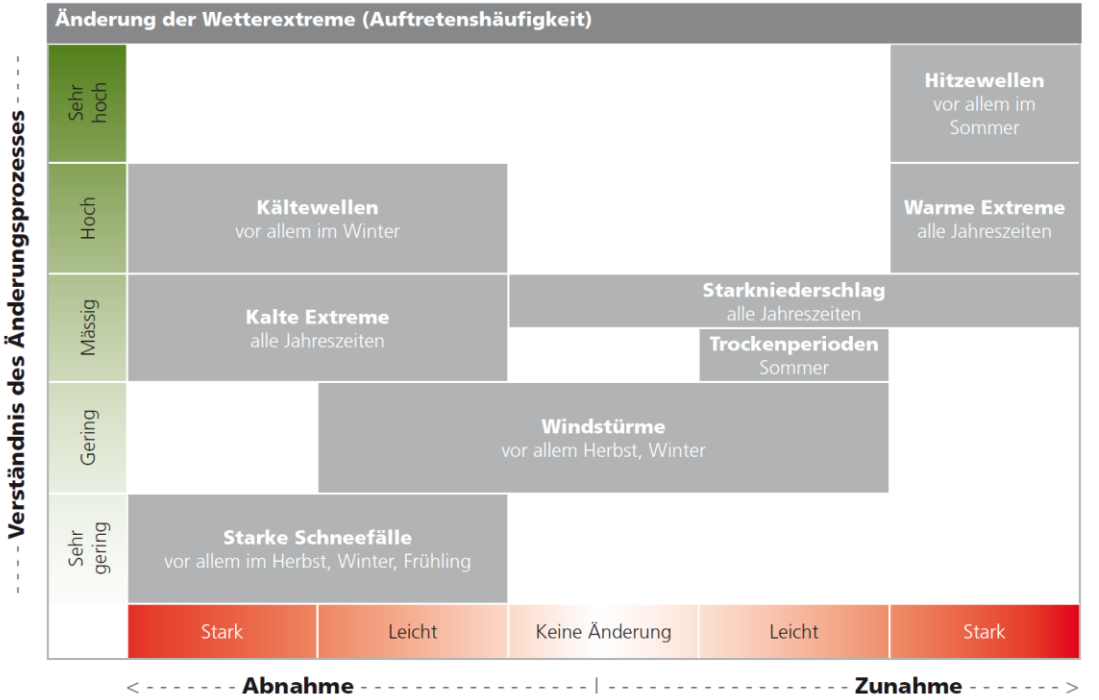 Änderung der Wetterextreme (Auftretenshäufigkeit)
Verständnis des Änderungsprozesses
Sehr
hoch
Hitzewellen
vor allem im
Sommer
Hoch
Kältewellen
vor allem im Winter
Warme Extreme
alle Jahreszeiten
Mässig
Kalte Extreme
alle Jahreszeiten
Starkniederschlag
alle Jahreszeiten
Trockenperioden
Sommer
Gering
Windstürme
vor allem Herbst, Winter
Sehr
gering
Starke Schneefälle
vor allem im Herbst, Winter, Frühling
Stark Leicht Keine Änderung Leicht Stark
< - - - - - - - Abnahme - - - - - - - - - - - - - - - - - - | - - - - - - - - - - - - - - - - - - - Zunahme - - - - - - - >